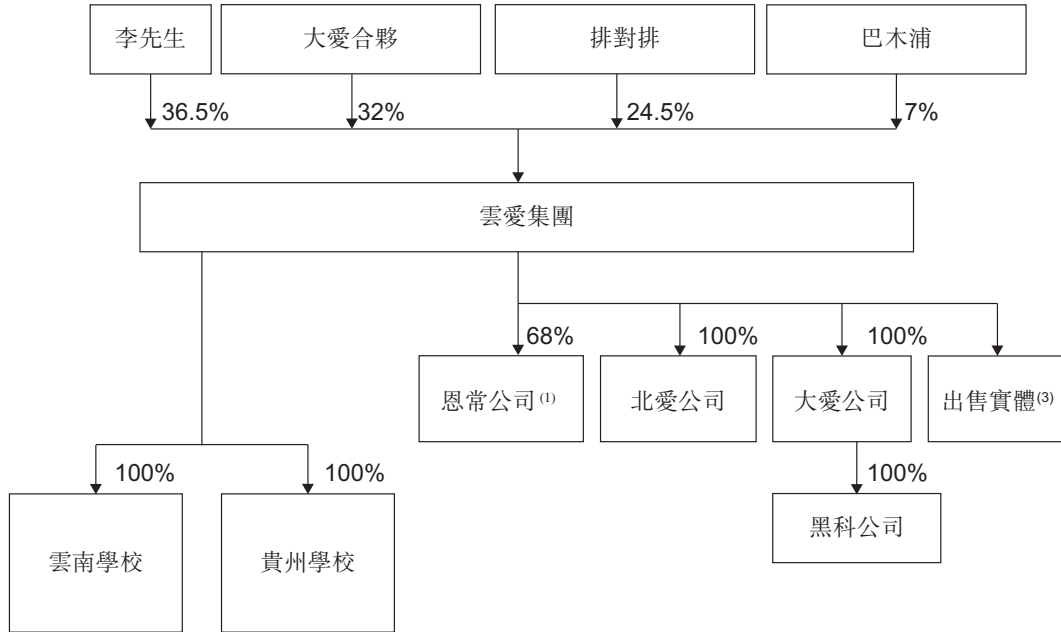 李先生
大愛合夥
排對排
巴木浦
36.5%
32%
24.5%
7%
雲愛集團
68%
100%
100%
恩常公司(1)
北愛公司
大愛公司
出售實體(3)
100%
100%
100%
雲南學校
貴州學校
黑科公司